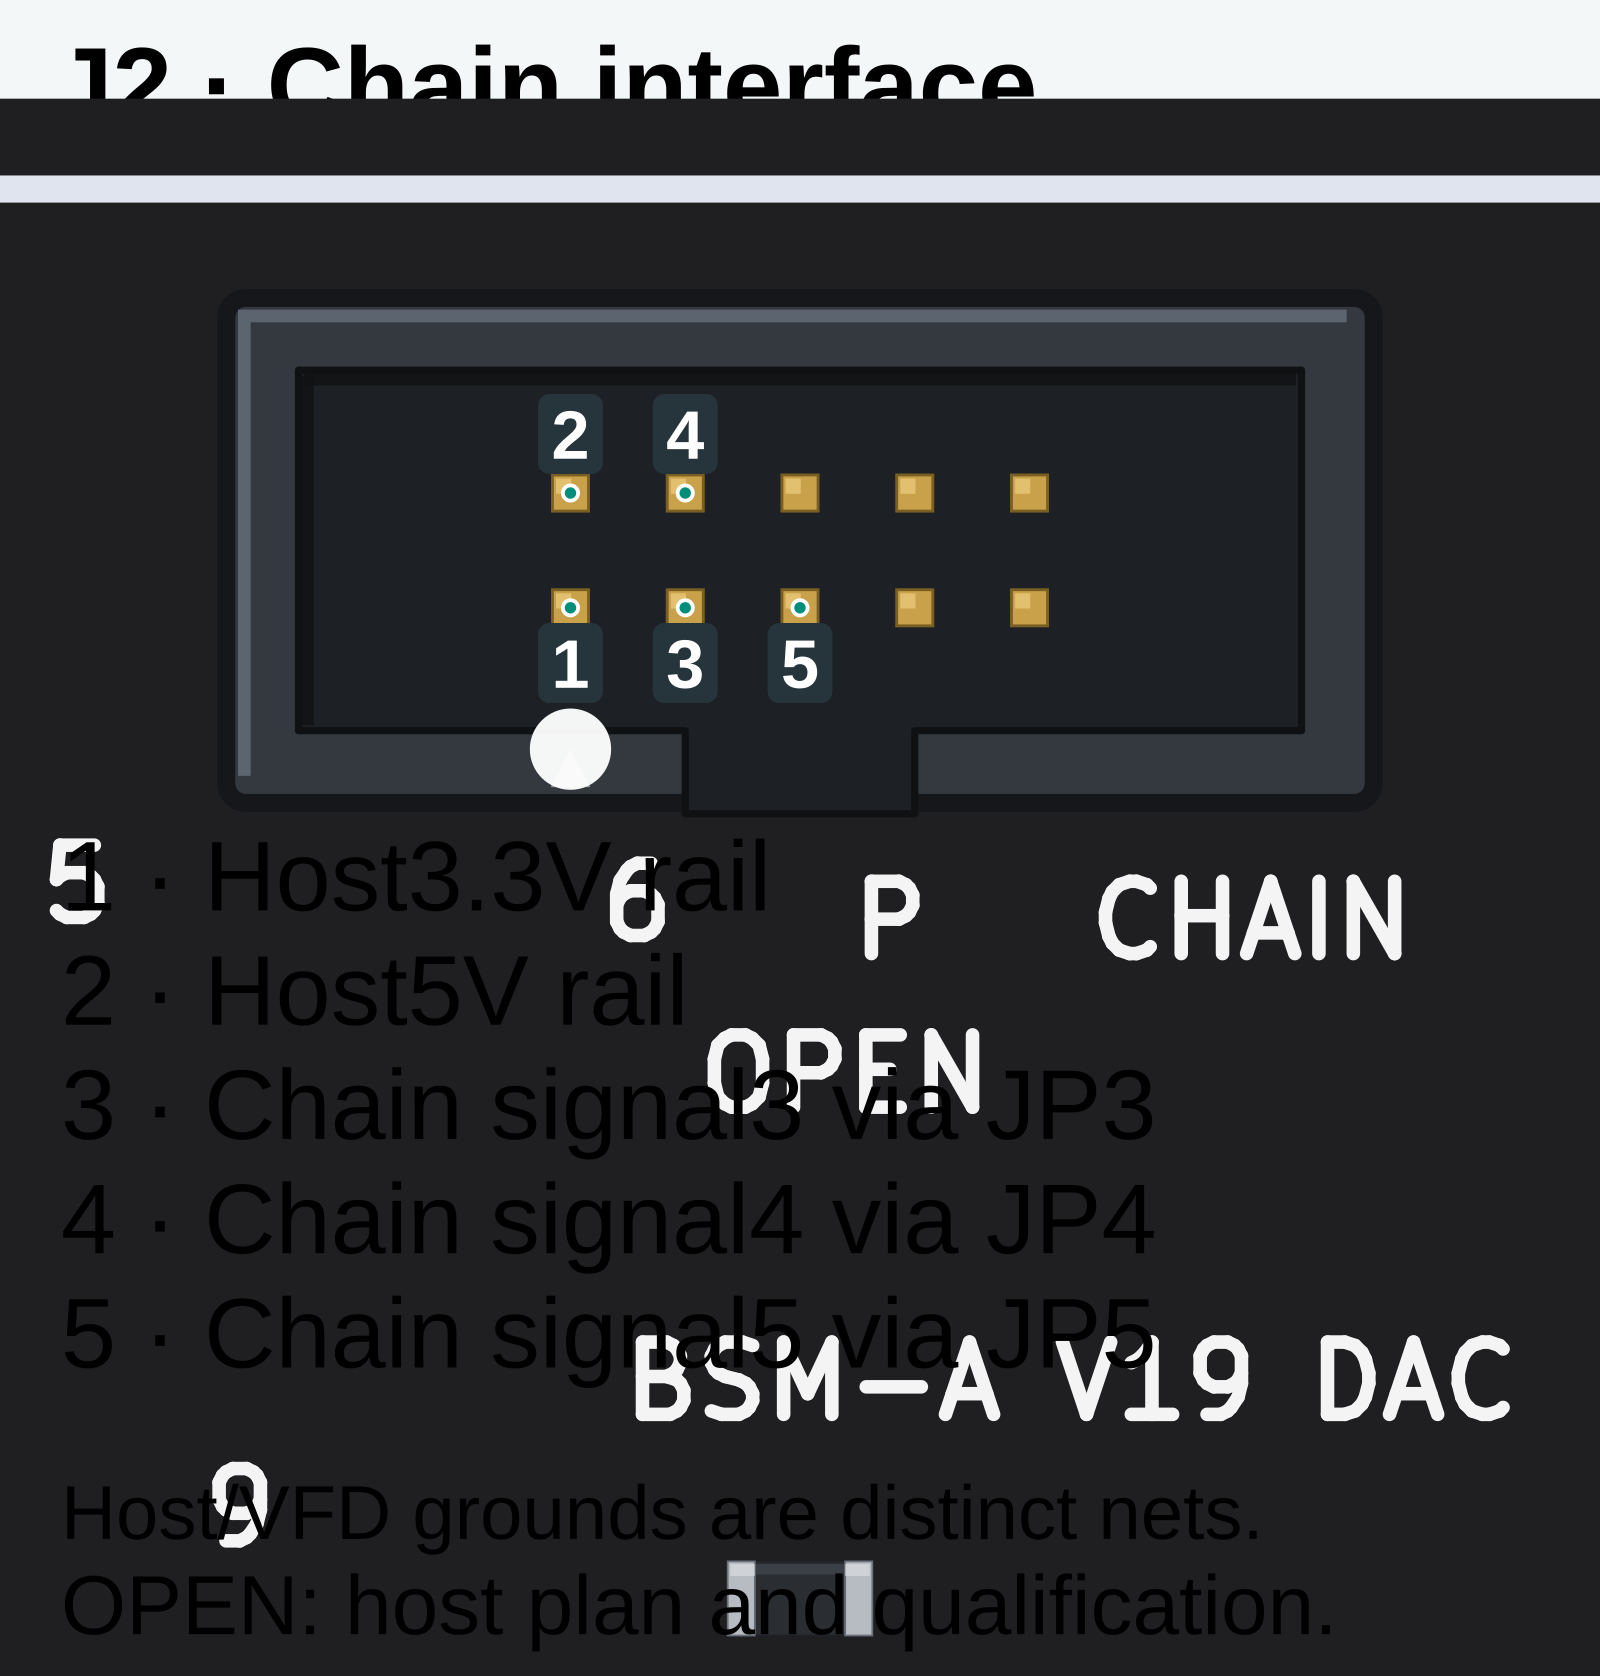 J2 · Chain interface
2 4
1 3 5
5
1 · Host3.3V rail
6 P CHAIN
2 · Host5V rail
OPEN
3 · Chain signal3 via JP3
4 · Chain signal4 via JP4
5 · Chain signal5 via JP5
BSM-A V19 DAC
9
Host/VFD grounds are distinct nets.
OPEN: host plan and qualification.